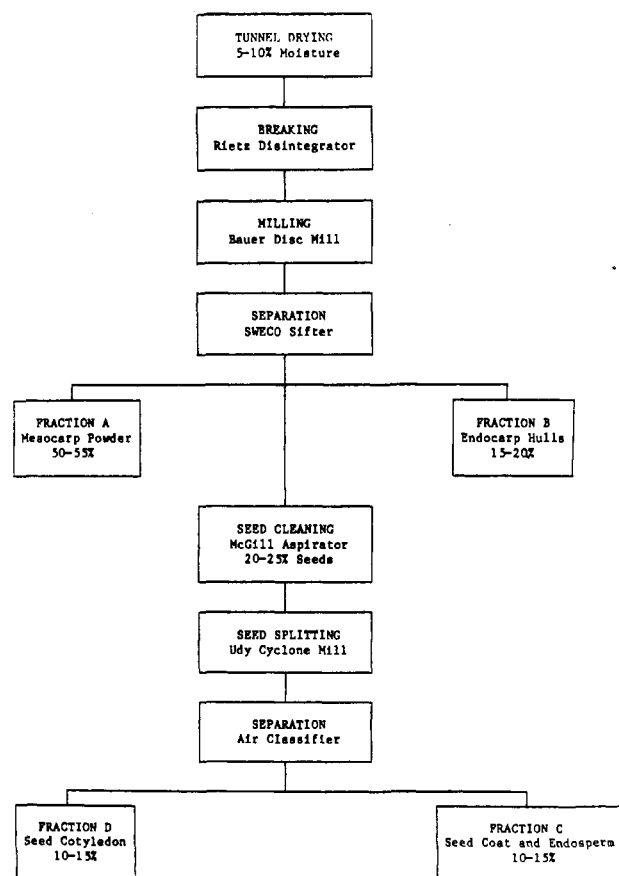 TUNNEL DRYING
5-10% Moisture
BREAKING
Rietz Disintegrator
MILLING
Bauer Disc Mill
SEPARATION
SWECO Sifter
FRACTION A
Mesocarp Powder
50-55%
FRACTION B
Endocarp Hulls
15-20%
SEED CLEANING
McGill Aspirator
20-25% Seeds
SEED SPLITTING
Udy Cyclone Mill
SEPARATION
Air Classifier
FRACTION D
Seed Cotyledon
10-15%
FRACTION C
Seed Coat and Endosperm
10-15%